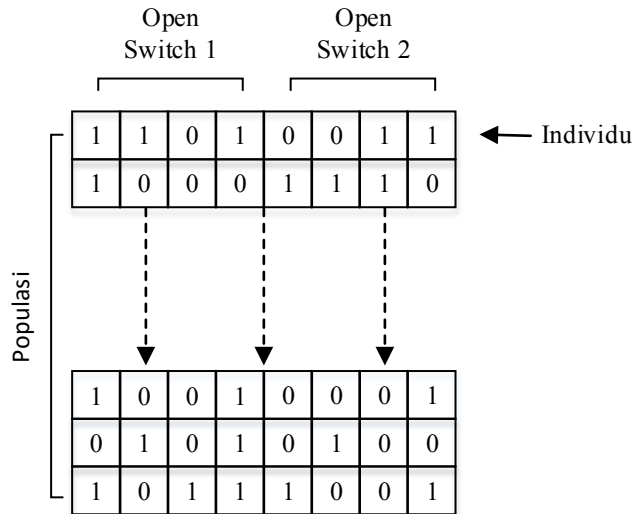 Open Switch 1
Open Switch 2
1 1 0 1 0 0 1 1
Individu
1 0 0 0 1 1 1 0
Populasi
1 0 0 1 0 0 0 1
0 1 0 1 0 1 0 0
1 0 1 1 1 0 0 1